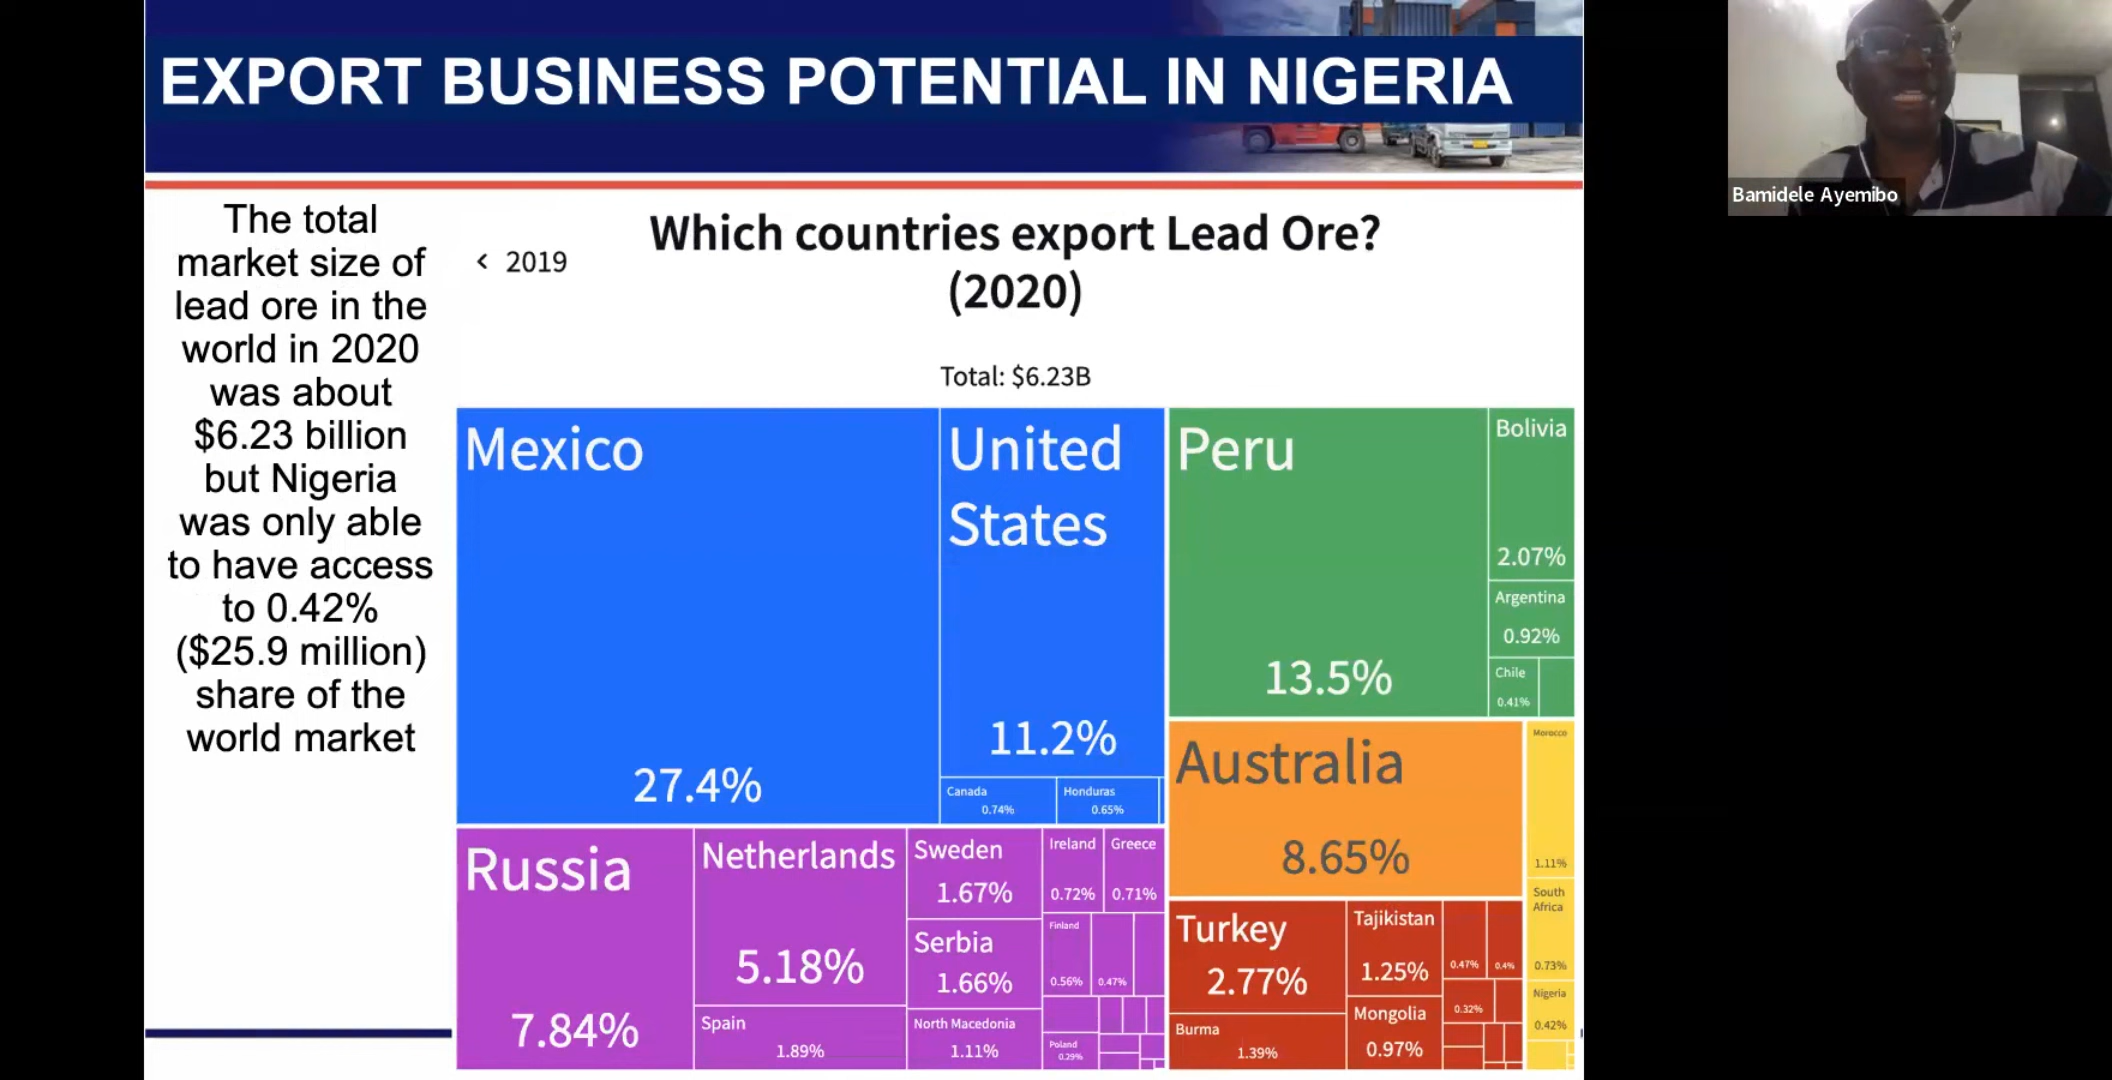 EXPORT BUSINESS POTENTIAL IN NIGERIA
Bamidele Ayemibo
The total
market size of
lead ore in the
world in 2020
was about
$6.23 billion
but Nigeria
was only able
to have access
to 0.42%
($25.9 million)
share of the
world market
< 2019
Which countries export Lead Ore?
(2020)
Total: $6.23B
Mexico
27.4%
United
States
11.2%
Canada
0.74%
Honduras
0.65%
Peru
13.5%
Bolivia
2.07%
Argentina
0.92%
Chile
0.41%
Russia
7.84%
Netherlands
5.18%
Spain
1.89%
Sweden
1.67%
Serbia
1.66%
North Macedonia
1.11%
Ireland
0.72%
Greece
0.71%
Finland
0.56%
0.47%
Poland
0.29%
Australia
8.65%
Turkey
2.77%
Burma
1.39%
Tajikistan
1.25%
Mongolia
0.97%
0.47%
0.4%
0.32%
Morocco
1.11%
South
Africa
0.73%
Nigeria
0.42%